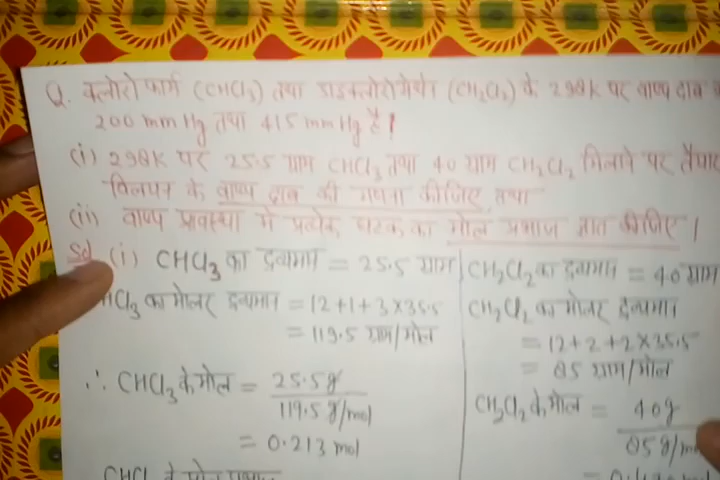 Q. क्लोरोफार्म (CHCl3) तथा डाइक्लोरोमेथेन (CH2Cl2) के 298K पर वाष्प दाब
200 mm Hg तथा 415 mm Hg है।
(i) 298K पर 25.5 ग्राम CHCl3 तथा 40 ग्राम CH2Cl2 मिलाने पर तैयार
विलयन के वाष्प दाब की गणना कीजिए तथा
(ii) वाष्प प्रावस्था में प्रत्येक घटक का मोल प्रभाज ज्ञात कीजिए।
Sol (i) CHCl3 का द्रव्यमान = 25.5 ग्राम
HCl3 का मोलर द्रव्यमान = 12+1+3×35.5
= 119.5 ग्राम/मोल
∴ CHCl3 के मोल = 25.5g / 119.5 g/mol
= 0.213 mol
CH2Cl2 का द्रव्यमान = 40 ग्राम
CH2Cl2 का मोलर द्रव्यमान
= 12+2+2×35.5
= 85 ग्राम/मोल
CH2Cl2 के मोल = 40g / 85 g/m